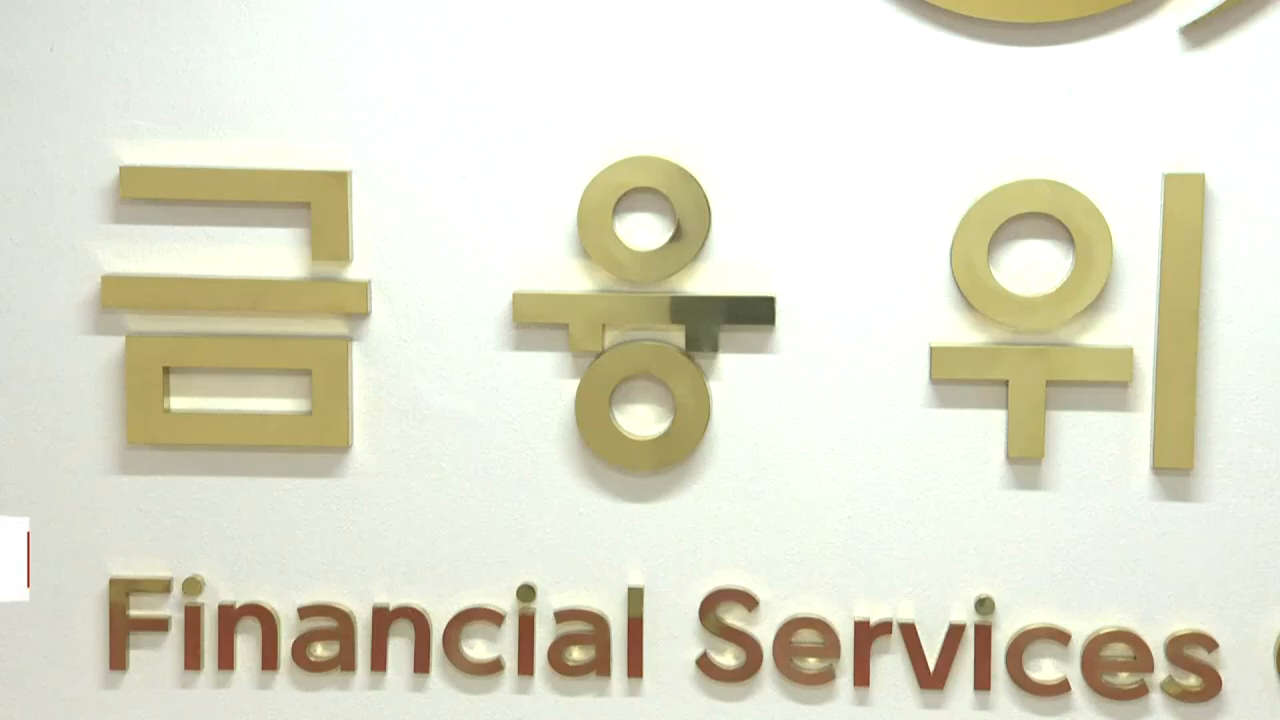 금융위
Financial Services